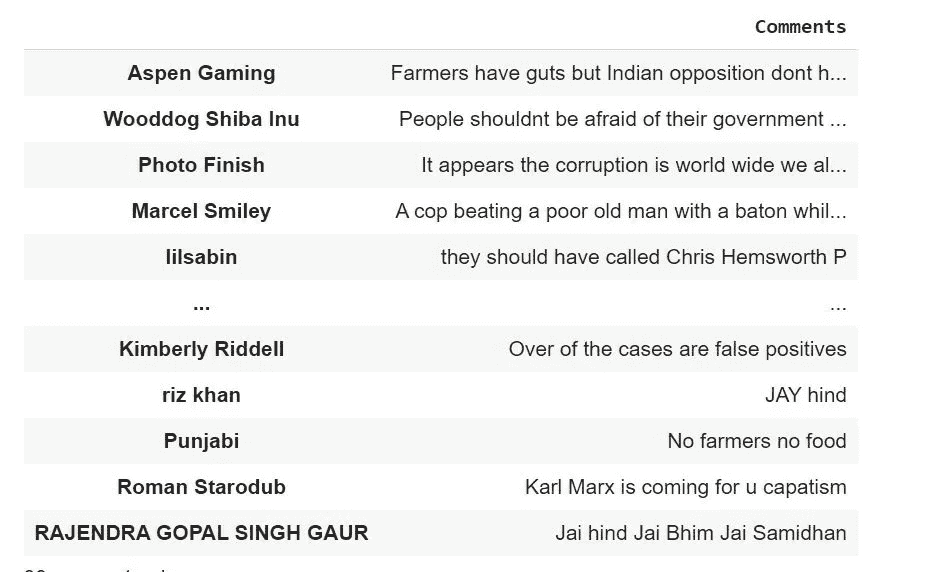 Comments
Aspen Gaming Farmers have guts but Indian opposition dont h...
Wooddog Shiba Inu People shouldnt be afraid of their government ...
Photo Finish It appears the corruption is world wide we al...
Marcel Smiley A cop beating a poor old man with a baton whil...
lilsabin they should have called Chris Hemsworth P
... ...
Kimberly Riddell Over of the cases are false positives
riz khan JAY hind
Punjabi No farmers no food
Roman Starodub Karl Marx is coming for u capatism
RAJENDRA GOPAL SINGH GAUR Jai hind Jai Bhim Jai Samidhan